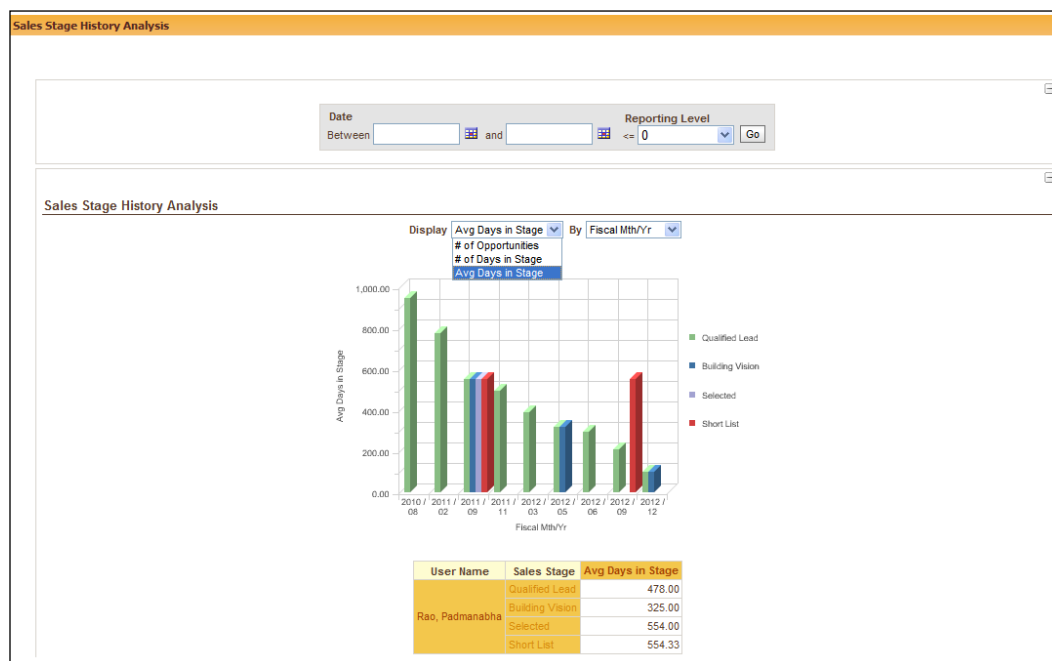 Sales Stage History Analysis
Date
Reporting Level
Between and <= 0 Go
Sales Stage History Analysis
Display Avg Days in Stage By Fiscal Mth/Yr
# of Opportunities
# of Days in Stage
Avg Days in Stage
1,000.00
800.00
600.00
400.00
200.00
0.00
Avg Days in Stage
2010 / 08
2011 / 02
2011 / 09
2011 / 11
2012 / 03
2012 / 05
2012 / 06
2012 / 09
2012 / 12
Fiscal Mth/Yr
Qualified Lead
Building Vision
Selected
Short List
User Name Sales Stage Avg Days in Stage
Rao, Padmanabha
Qualified Lead 478.00
Building Vision 325.00
Selected 554.00
Short List 554.33